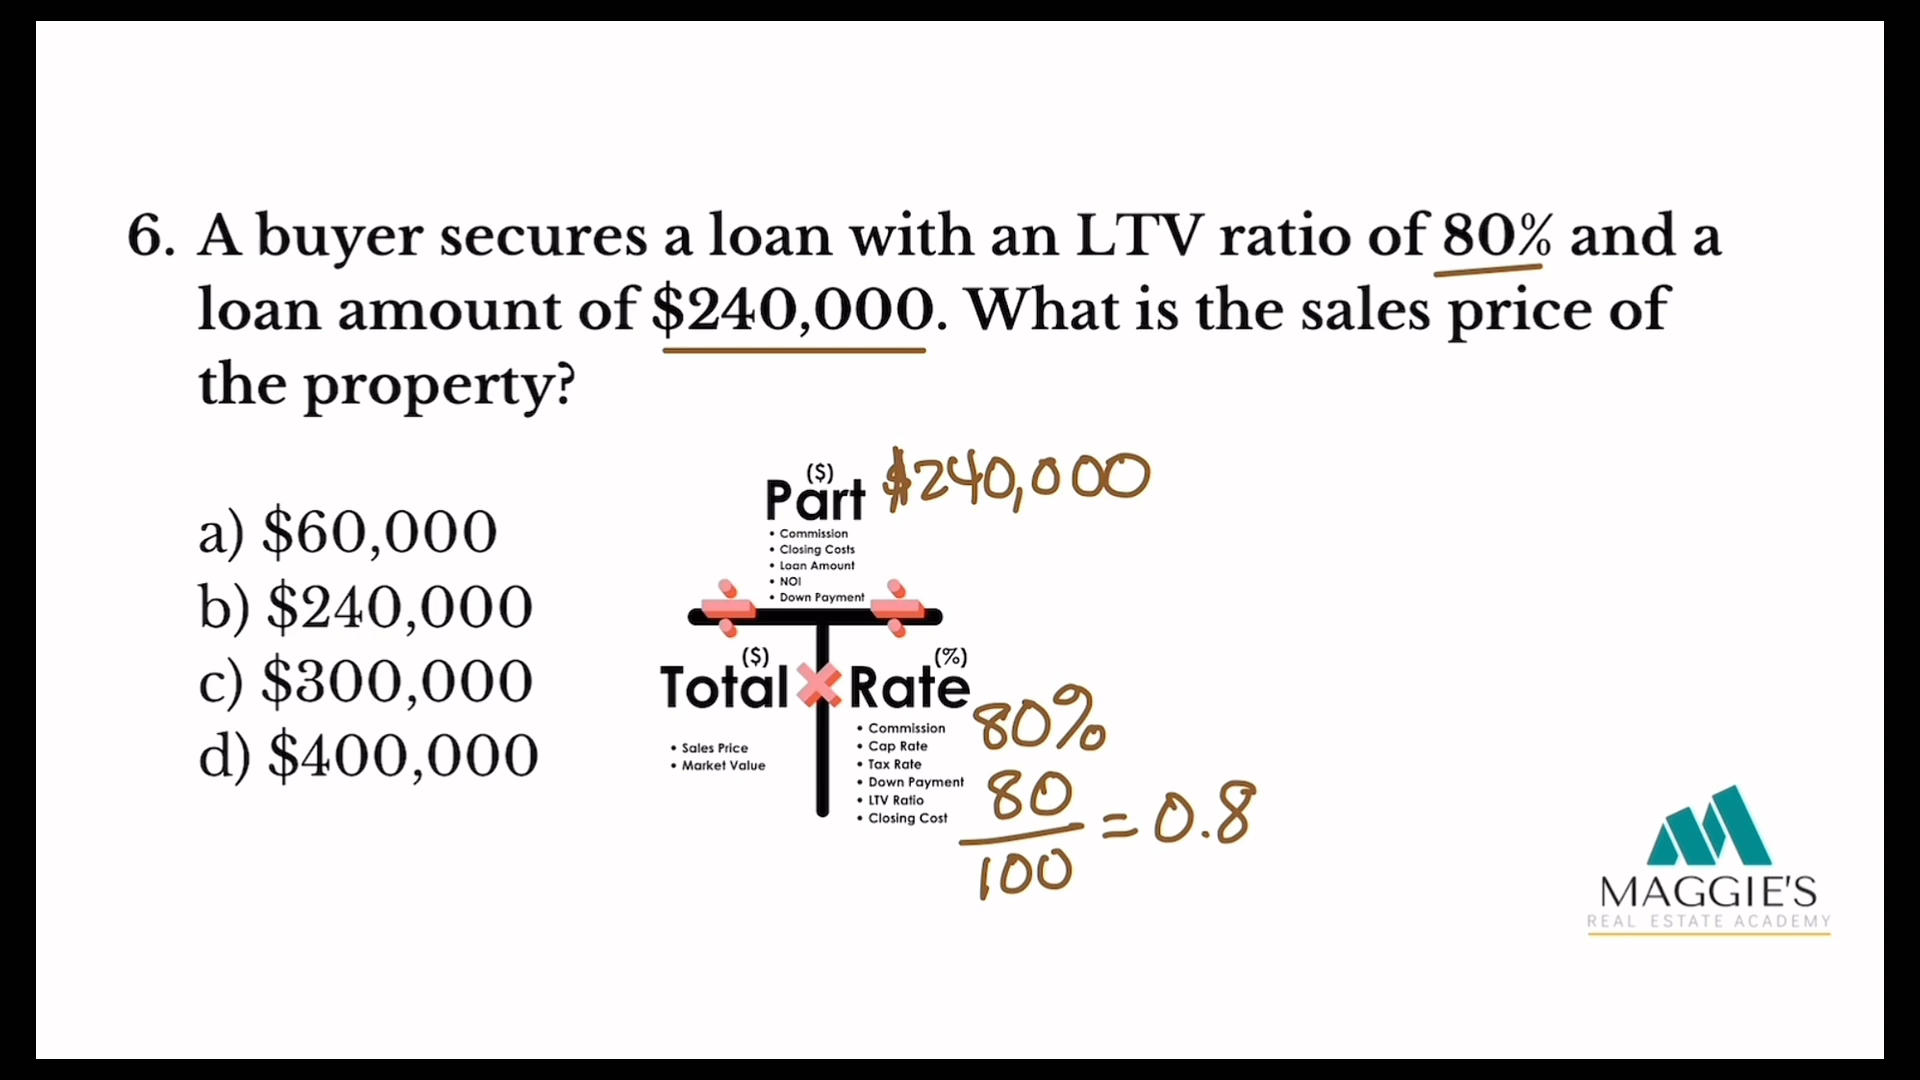 6. A buyer secures a loan with an LTV ratio of 80% and a
loan amount of $240,000. What is the sales price of
the property?
a) $60,000
b) $240,000
c) $300,000
d) $400,000
($)
Part
$240,000
• Commission
• Closing Costs
• Loan Amount
• NOI
• Down Payment
÷ ÷
($)
Total
×
(%)
Rate
• Sales Price
• Market Value
• Commission
• Cap Rate
• Tax Rate
• Down Payment
• LTV Ratio
• Closing Cost
80%
80
100
= 0.8
MAGGIE'S
REAL ESTATE ACADEMY